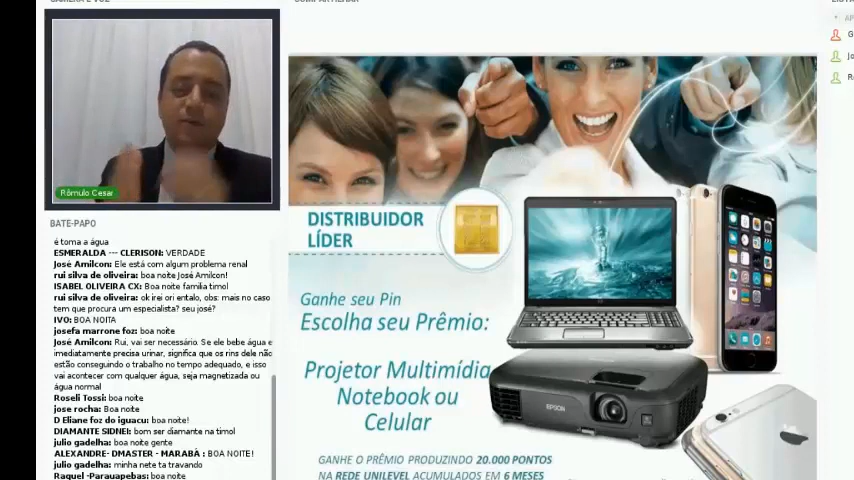 Rômulo Cesar
BATE-PAPO
é toma a água
ESMERALDA --- CLERISON: VERDADE
José Amilcon: Ele está com algum problema renal
rui silva de oliveira: boa noite José Amilcon!
ISABEL OLIVEIRA CX: Boa noite familia timol
rui silva de oliveira: ok irei ori entalo, obs: mais no caso
tem que procura um especialista? seu josé?
IVO: BOA NOITA
josefa marrone foz: boa noite
José Amilcon: Rui, vai ser necessário. Se ele bebe água e
imediatamente precisa urinar, significa que os rins dele não
estão conseguindo o trabalho no tempo adequado, e isso
vai acontecer com qualquer água, seja magnetizada ou
água normal
Roseli Tossi: boa noite
jose rocha: Boa noite
D Eliane foz do iguacu: boa noite!
DIAMANTE SIDNEI: bom ser diamante na timol
julio gadelha: boa noite gente
ALEXANDRE- DMASTER - MARABÁ : BOA NOITE!
julio gadelha: minha nete ta travando
Raquel -Parauapebas: boa noite
DISTRIBUIDOR
LÍDER
Ganhe seu Pin
Escolha seu Prêmio:
Projetor Multimídia
Notebook ou
Celular
EPSON
GANHE O PRÊMIO PRODUZINDO 20.000 PONTOS
NA REDE UNILEVEL ACUMULADOS EM 6 MESES